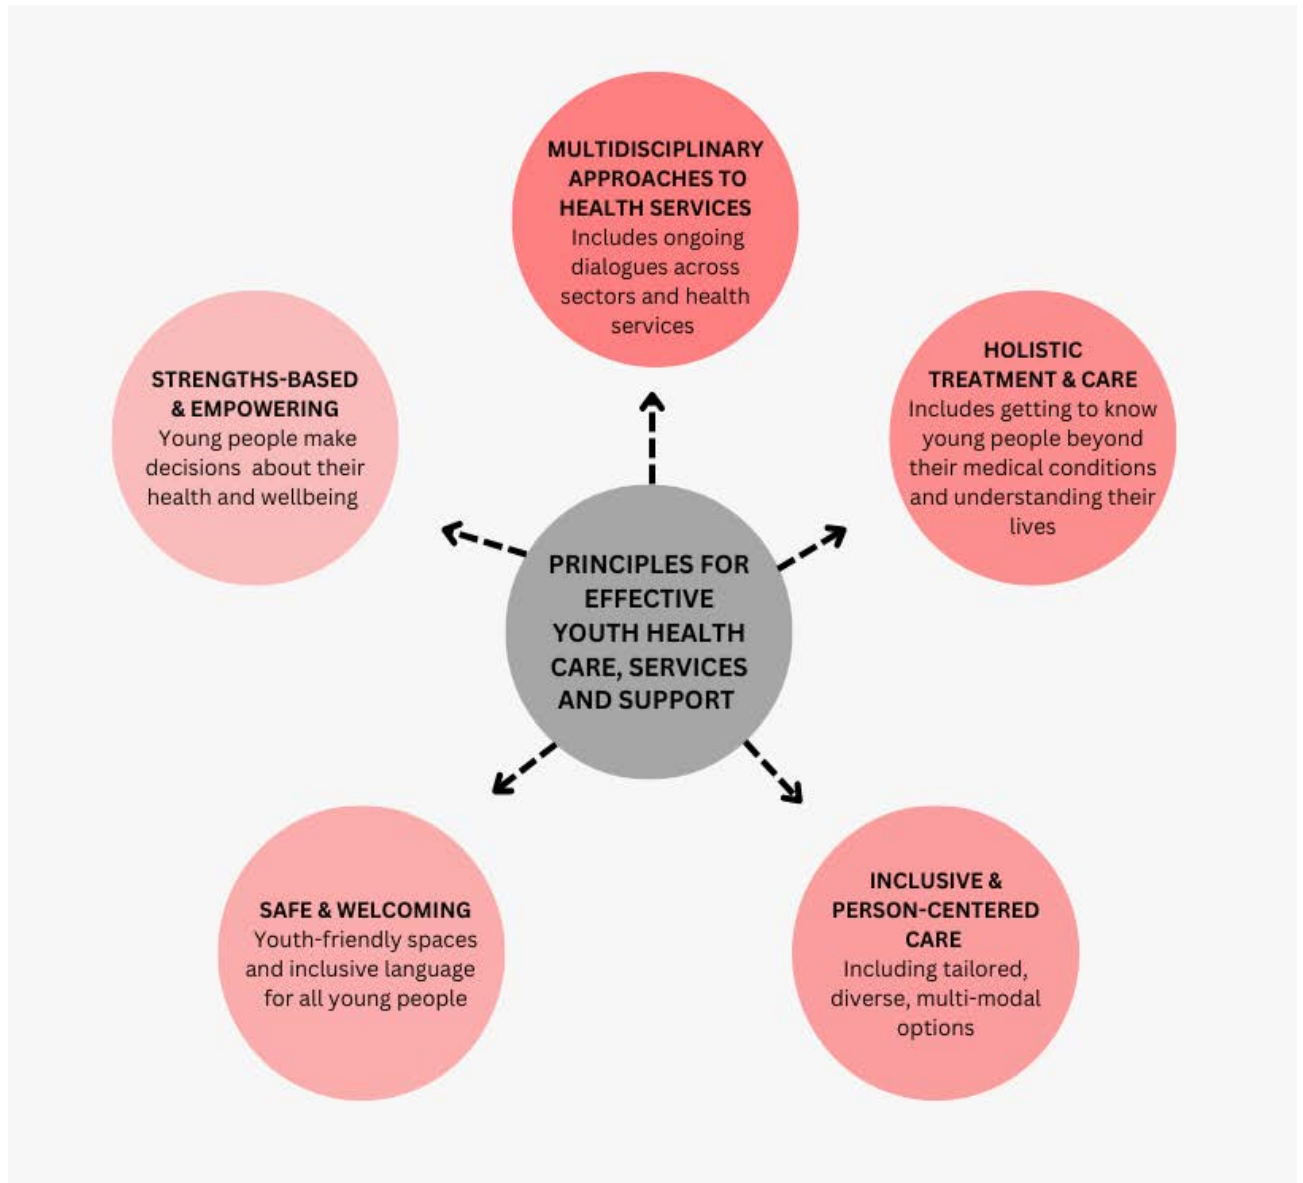 MULTIDISCIPLINARY
APPROACHES TO
HEALTH SERVICES
Includes ongoing
dialogues across
sectors and health
services
HOLISTIC
TREATMENT & CARE
Includes getting to know
young people beyond
their medical conditions
and understanding their
lives
STRENGTHS-BASED
& EMPOWERING
Young people make
decisions about their
health and wellbeing
PRINCIPLES FOR
EFFECTIVE
YOUTH HEALTH
CARE, SERVICES
AND SUPPORT
INCLUSIVE &
PERSON-CENTERED
CARE
Including tailored,
diverse, multi-modal
options
SAFE & WELCOMING
Youth-friendly spaces
and inclusive language
for all young people